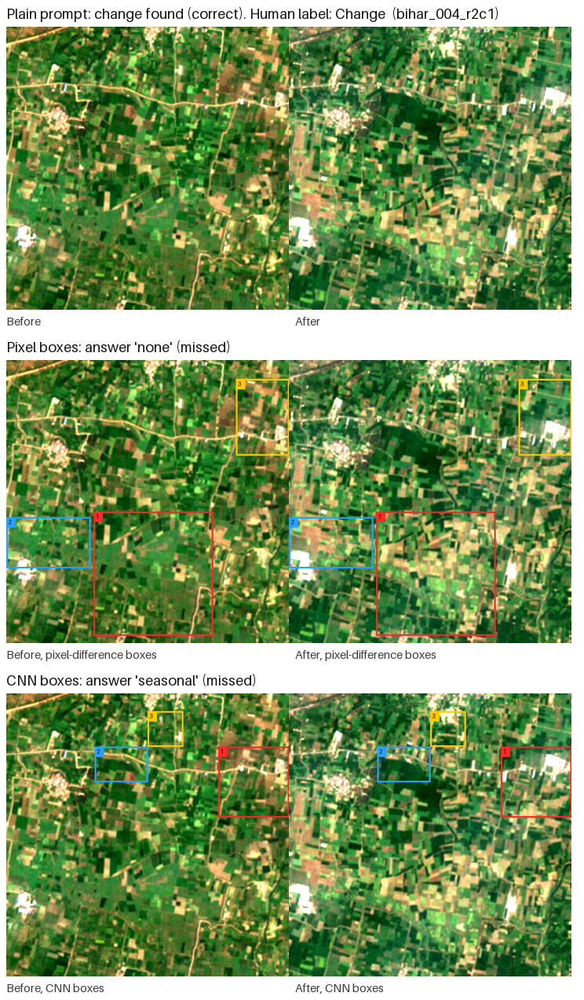 Plain prompt: change found (correct). Human label: Change (bihar_004_r2c1)
Before After
Pixel boxes: answer 'none' (missed)
3 3
2 1 2 1
Before, pixel-difference boxes After, pixel-difference boxes
CNN boxes: answer 'seasonal' (missed)
3 3
2 1 2 1
Before, CNN boxes After, CNN boxes